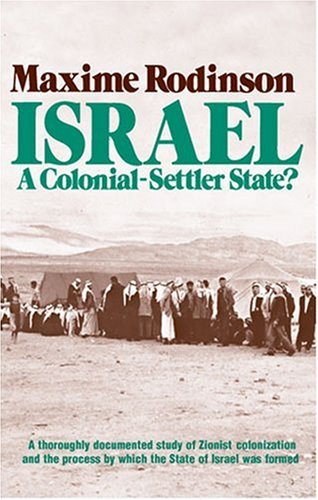 Maxime Rodinson
ISRAEL
A Colonial-Settler State?
A thoroughly documented study of Zionist colonization
and the process by which the State of Israel was formed